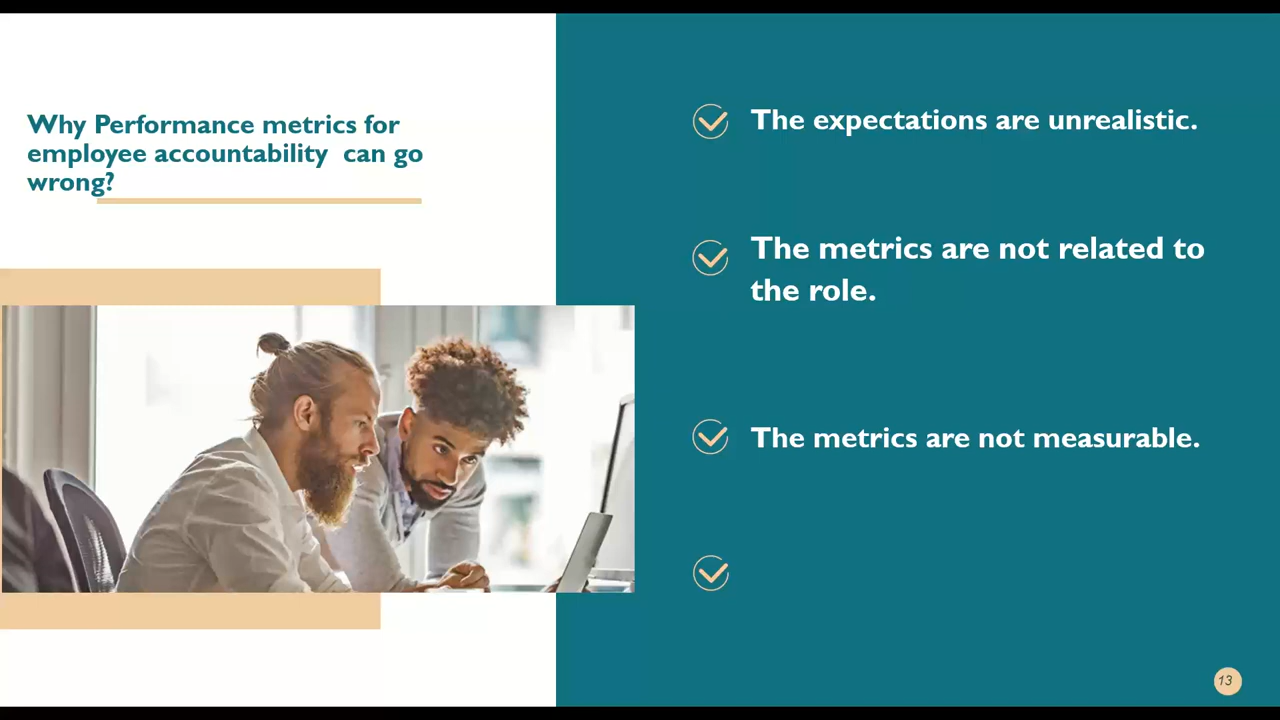 Why Performance metrics for
employee accountability  can go
wrong?
The expectations are unrealistic.
The metrics are not related to
the role.
The metrics are not measurable.
13